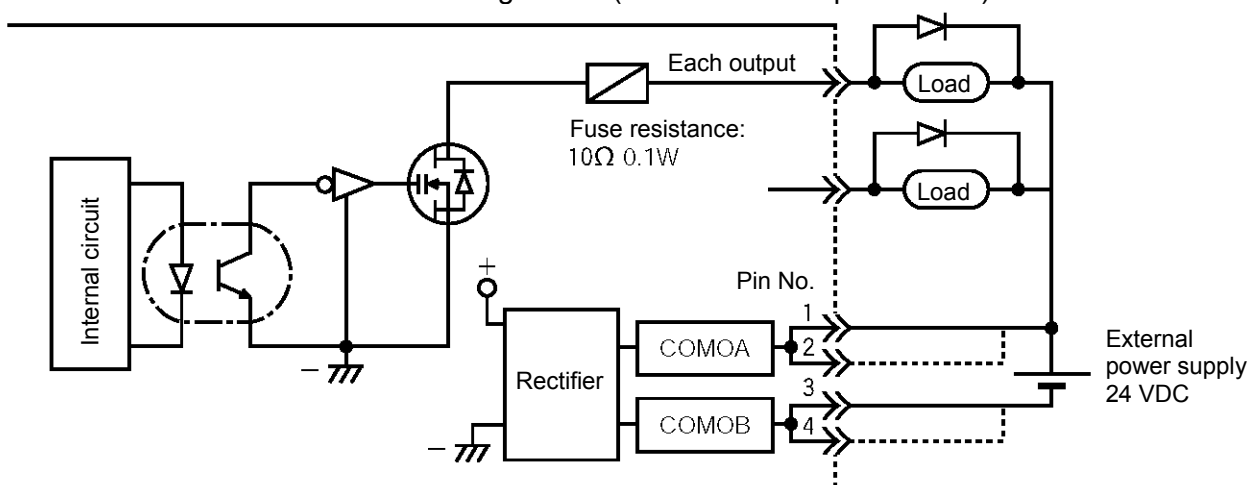 Each output
Load
Fuse resistance:
10Ω 0.1W
Load
Internal circuit
Pin No.
+
1
COMOA
2
External
power supply
24 VDC
–
Rectifier
3
COMOB
4
–